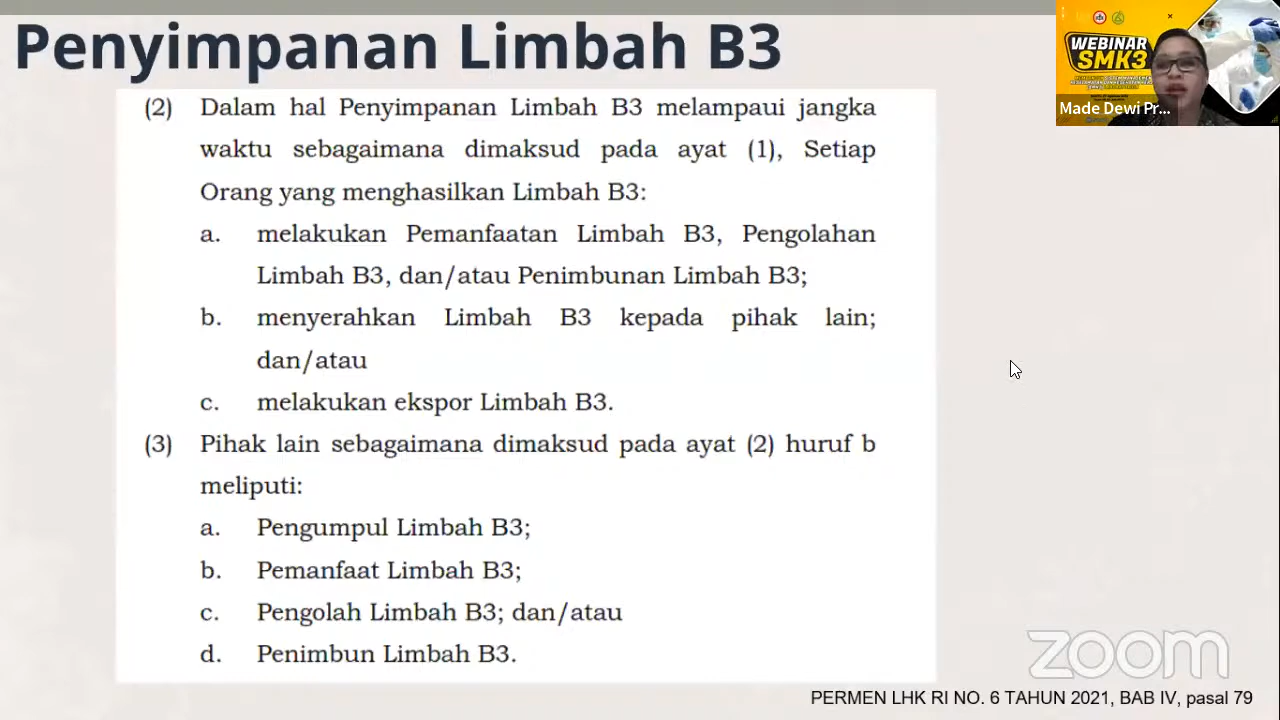 Penyimpanan Limbah B3
WEBINAR
SMK3
Made Dewi Pr...
(2) Dalam hal Penyimpanan Limbah B3 melampaui jangka
waktu sebagaimana dimaksud pada ayat (1), Setiap
Orang yang menghasilkan Limbah B3:
a. melakukan Pemanfaatan Limbah B3, Pengolahan
Limbah B3, dan/atau Penimbunan Limbah B3;
b. menyerahkan Limbah B3 kepada pihak lain;
dan/atau
c. melakukan ekspor Limbah B3.
(3) Pihak lain sebagaimana dimaksud pada ayat (2) huruf b
meliputi:
a. Pengumpul Limbah B3;
b. Pemanfaat Limbah B3;
c. Pengolah Limbah B3; dan/atau
d. Penimbun Limbah B3.
zoom
PERMEN LHK RI NO. 6 TAHUN 2021, BAB IV, pasal 79